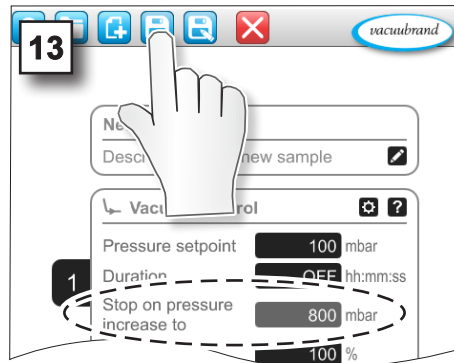 13
vacuubrand
Ne
Descri new sample
Vacu rol
Pressure setpoint 100 mbar
1
Duration OFF hh:mm:ss
Stop on pressure
increase to
800 mbar
100 %